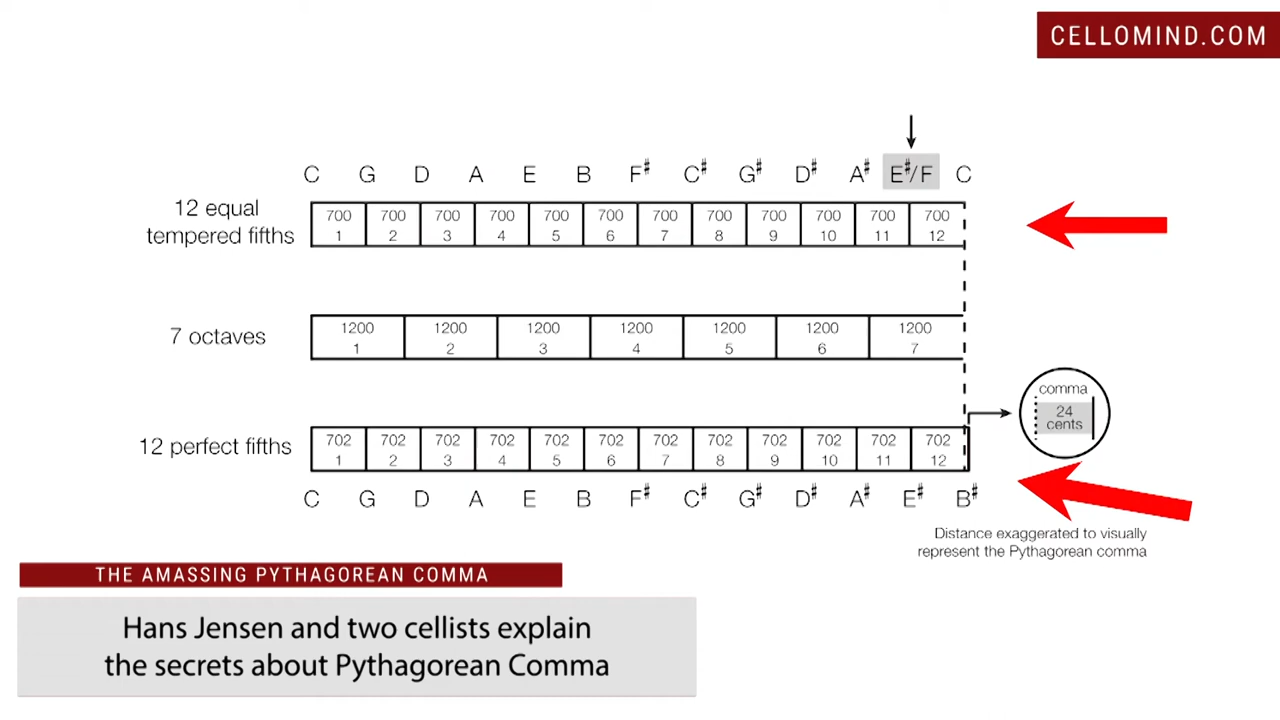 CELLOMIND.COM
C G D A E B F♯ C♯ G♯ D♯ A♯ E♯/F C
12 equal
tempered fifths
700 700 700 700 700 700 700 700 700 700 700 700
1 2 3 4 5 6 7 8 9 10 11 12
7 octaves
1200 1200 1200 1200 1200 1200 1200
1 2 3 4 5 6 7
comma
24
cents
12 perfect fifths
702 702 702 702 702 702 702 702 702 702 702 702
1 2 3 4 5 6 7 8 9 10 11 12
C G D A E B F♯ C♯ G♯ D♯ A♯ E♯ B♯
Distance exaggerated to visually
represent the Pythagorean comma
THE AMASSING PYTHAGOREAN COMMA
Hans Jensen and two cellists explain
the secrets about Pythagorean Comma